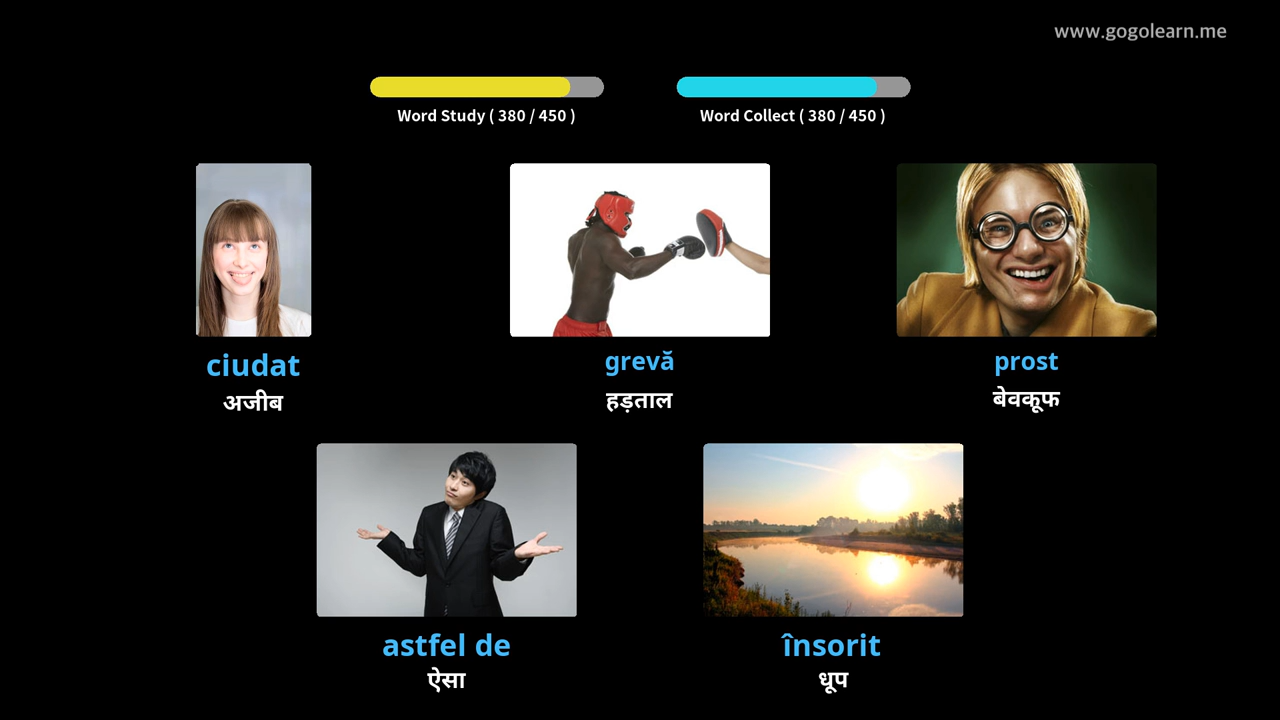 www.gogolearn.me
Word Study ( 380 / 450 )
Word Collect ( 380 / 450 )
ciudat
अजीब
grevă
हड़ताल
prost
बेवकूफ
astfel de
ऐसा
însorit
धूप